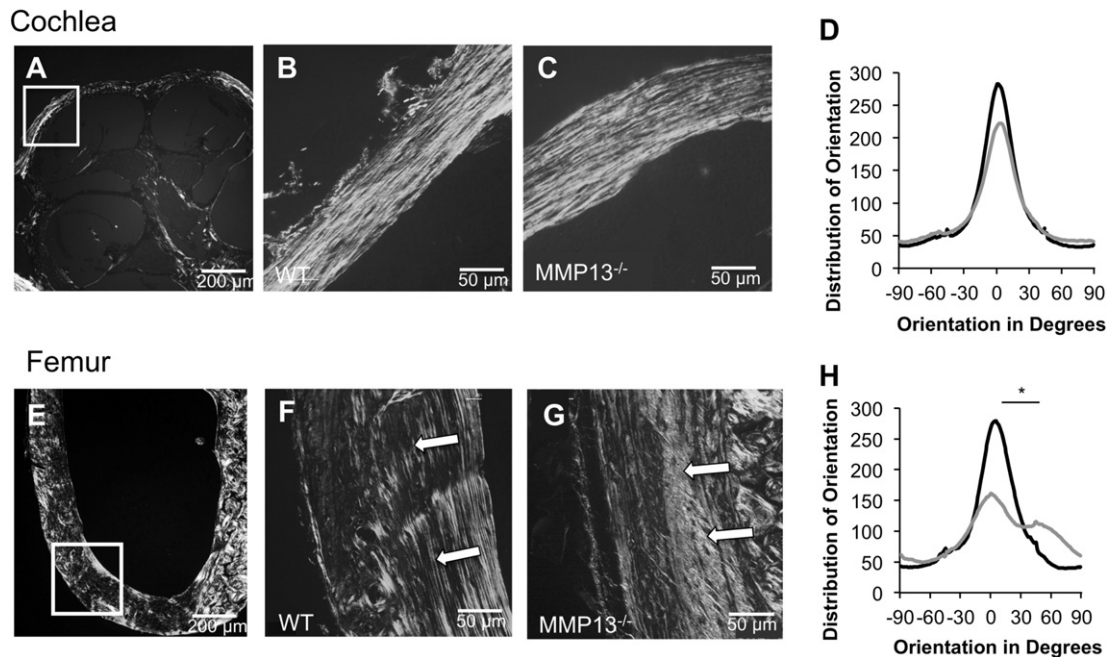 Cochlea
A
200 µm
B
WT
50 µm
C
MMP13-/-
50 µm
D
Distribution of Orientation
300
250
200
150
100
50
0
-90 -60 -30 0 30 60 90
Orientation in Degrees
Femur
E
200 µm
F
WT
50 µm
G
MMP13-/-
50 µm
H
*
Distribution of Orientation
300
250
200
150
100
50
0
-90 -60 -30 0 30 60 90
Orientation in Degrees